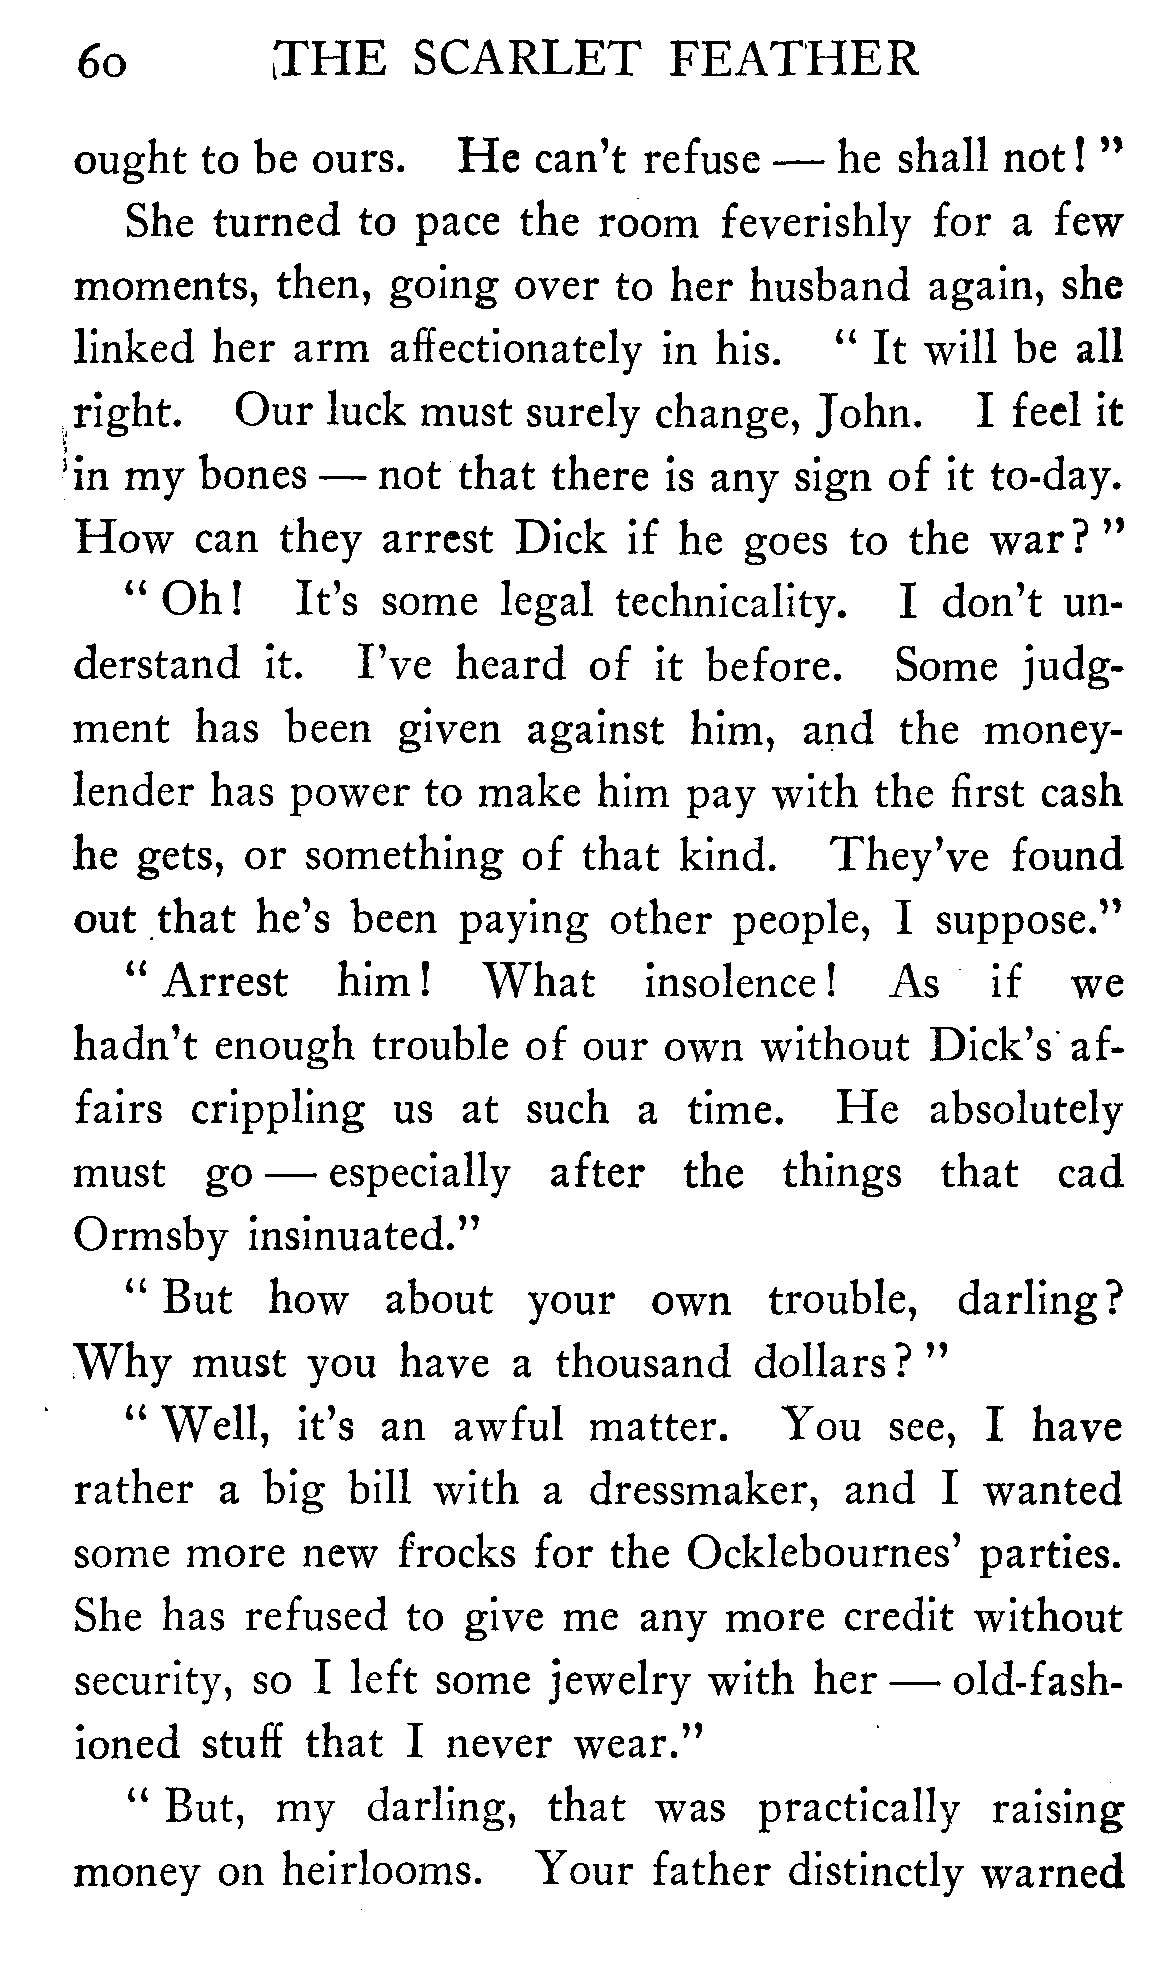 60 THE SCARLET FEATHER
ought to be ours. He can't refuse — he shall not! "
She turned to pace the room feverishly for a few
moments, then, going over to her husband again, she
linked her arm affectionately in his. " It will be all
right. Our luck must surely change, John. I feel it
in my bones — not that there is any sign of it to-day.
How can they arrest Dick if he goes to the war? "
" Oh! It's some legal technicality. I don't un-
derstand it. I've heard of it before. Some judg-
ment has been given against him, and the money-
lender has power to make him pay with the first cash
he gets, or something of that kind. They've found
out that he's been paying other people, I suppose."
" Arrest him! What insolence! As if we
hadn't enough trouble of our own without Dick's af-
fairs crippling us at such a time. He absolutely
must go — especially after the things that cad
Ormsby insinuated."
" But how about your own trouble, darling?
Why must you have a thousand dollars? "
" Well, it's an awful matter. You see, I have
rather a big bill with a dressmaker, and I wanted
some more new frocks for the Ocklebournes' parties.
She has refused to give me any more credit without
security, so I left some jewelry with her — old-fash-
ioned stuff that I never wear."
" But, my darling, that was practically raising
money on heirlooms. Your father distinctly warned